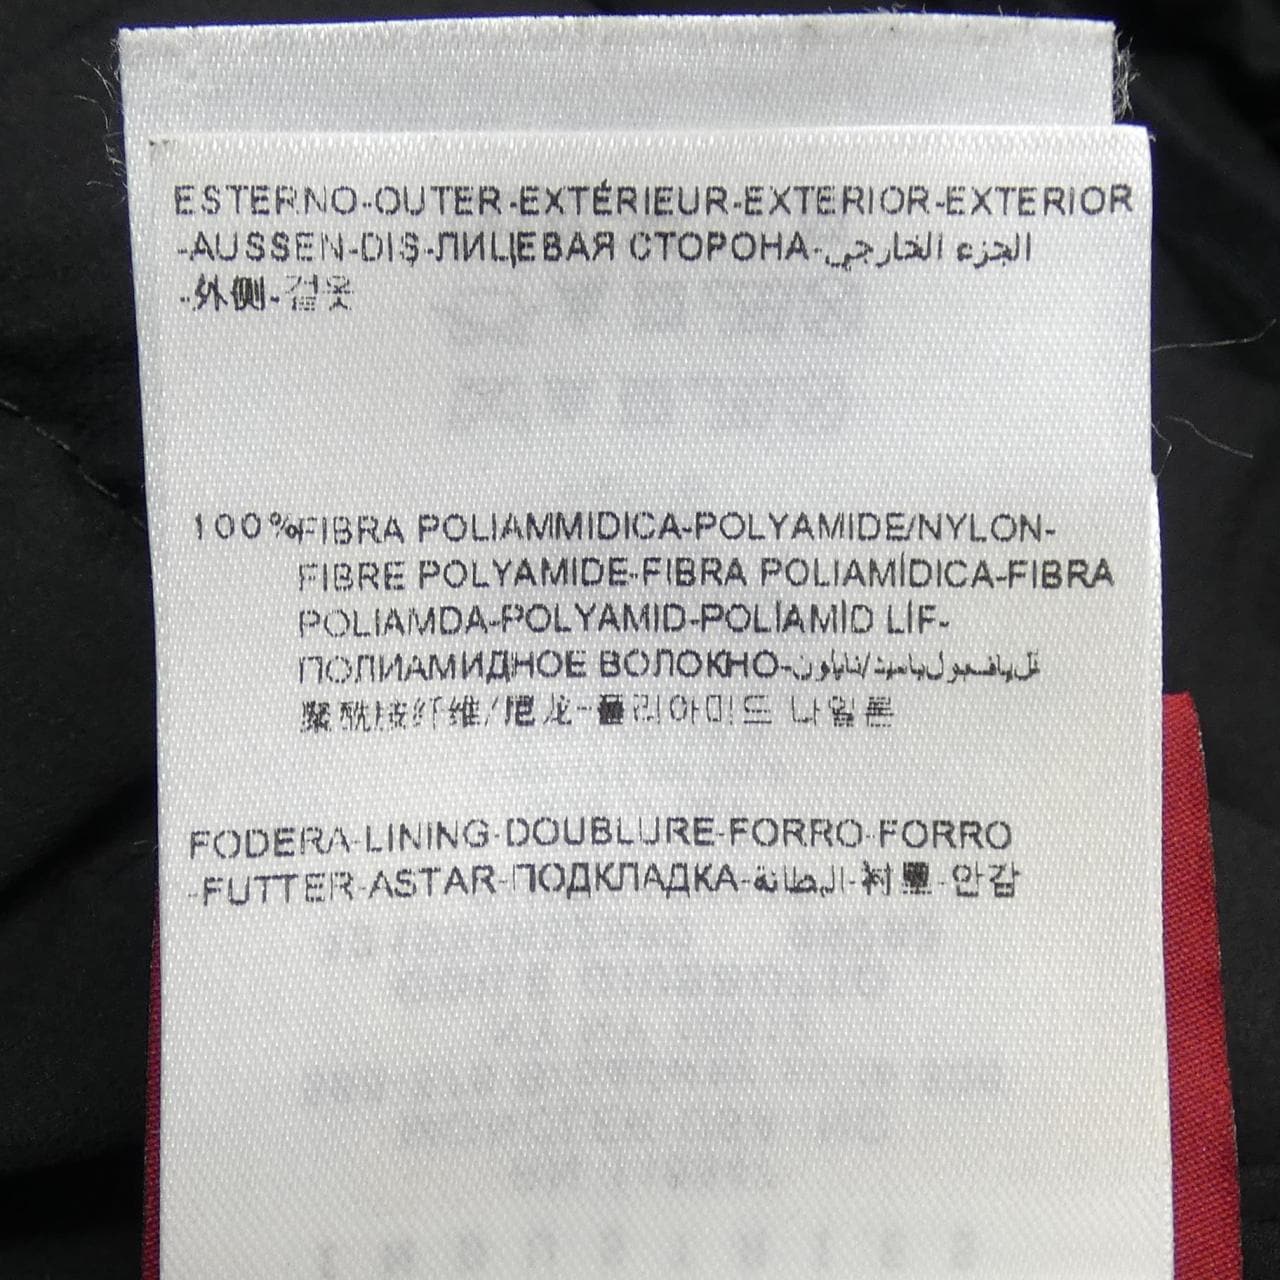 ESTERNO-OUTER-EXTÉRIEUR-EXTERIOR-EXTERIOR
-AUSSEN-DIŞ-ЛИЦЕВАЯ СТОРОНА-الجزء الخارجي
-外侧-겉옷
100%FIBRA POLIAMMIDICA-POLYAMIDE/NYLON-
FIBRE POLYAMIDE-FIBRA POLIAMÍDICA-FIBRA
POLIAMDA-POLYAMID-POLİAMİD LİF-
ПОЛИАМИДНОЕ ВОЛОКНО-
聚酰胺纤维/尼龙-폴리아미드 나일론
FODERA-LINING-DOUBLURE-FORRO-FORRO
-FUTTER-ASTAR-ПОДКЛАДКА-البطانة-衬里-안감